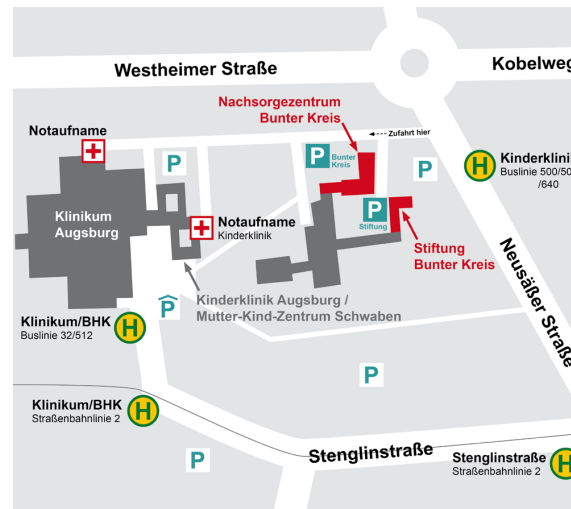 Westheimer Straße
Kobelweg
Nachsorgezentrum
Bunter Kreis
Notaufname
Zufahrt hier
P
P
Bunter
Kreis
P
Kinderklini
Buslinie 500/50
/640
H
Klinikum
Augsburg
Notaufname
Kinderklinik
P
Stiftung
Stiftung
Bunter Kreis
Neusäßer Straße
Kinderklinik Augsburg /
Mutter-Kind-Zentrum Schwaben
P
Klinikum/BHK
Buslinie 32/512
H
P
Klinikum/BHK
Straßenbahnlinie 2
H
Stenglinstraße
P
Stenglinstraße
Straßenbahnlinie 2
H